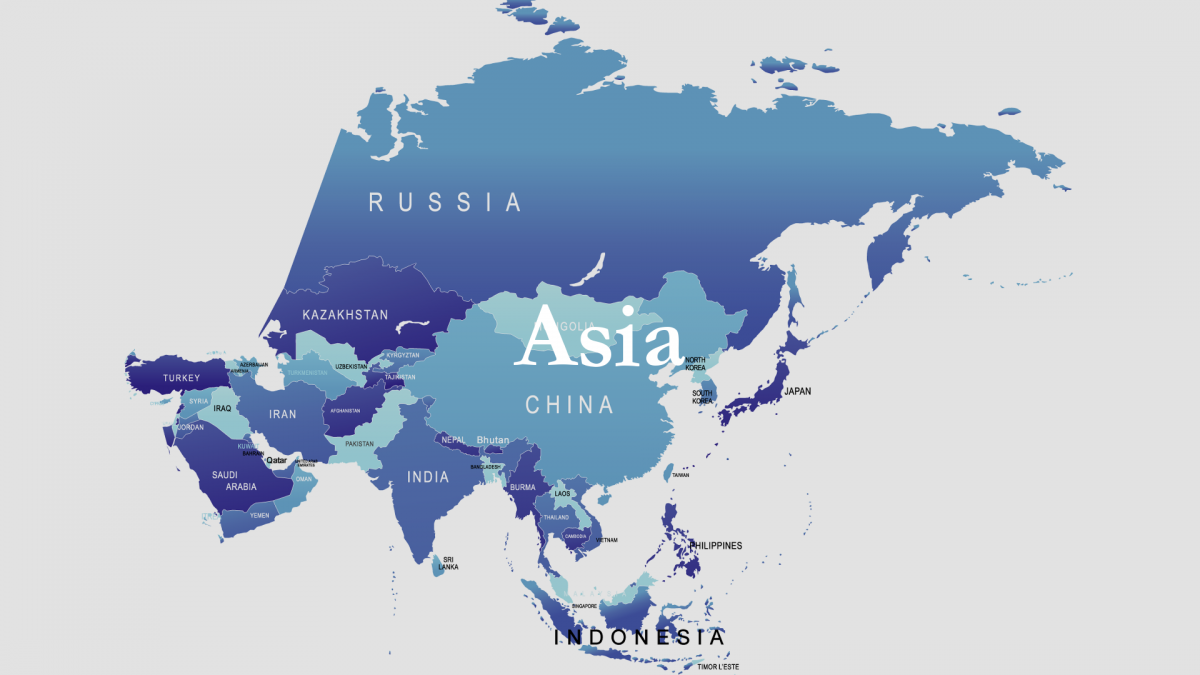 RUSSIA
KAZAKHSTAN
Asia
UZBEKISTAN
KYRGYZTAN
TURKMENISTAN
TAJIKISTAN
AZERBAIJAN
ARMENIA
TURKEY
SYRIA
IRAQ
IRAN
AFGHANISTAN
CHINA
NORTH
KOREA
SOUTH
KOREA
JAPAN
JORDAN
PAKISTAN
NEPAL
Bhutan
KUWAIT
BAHRAIN
Qatar
UNITED ARAB
EMIRATES
BANGLADESH
SAUDI
ARABIA
OMAN
INDIA
BURMA
LAOS
TAIWAN
YEMEN
THAILAND
CAMBODIA
VIETNAM
PHILIPPINES
SRI
LANKA
SINGAPORE
INDONESIA
TIMOR L'ESTE